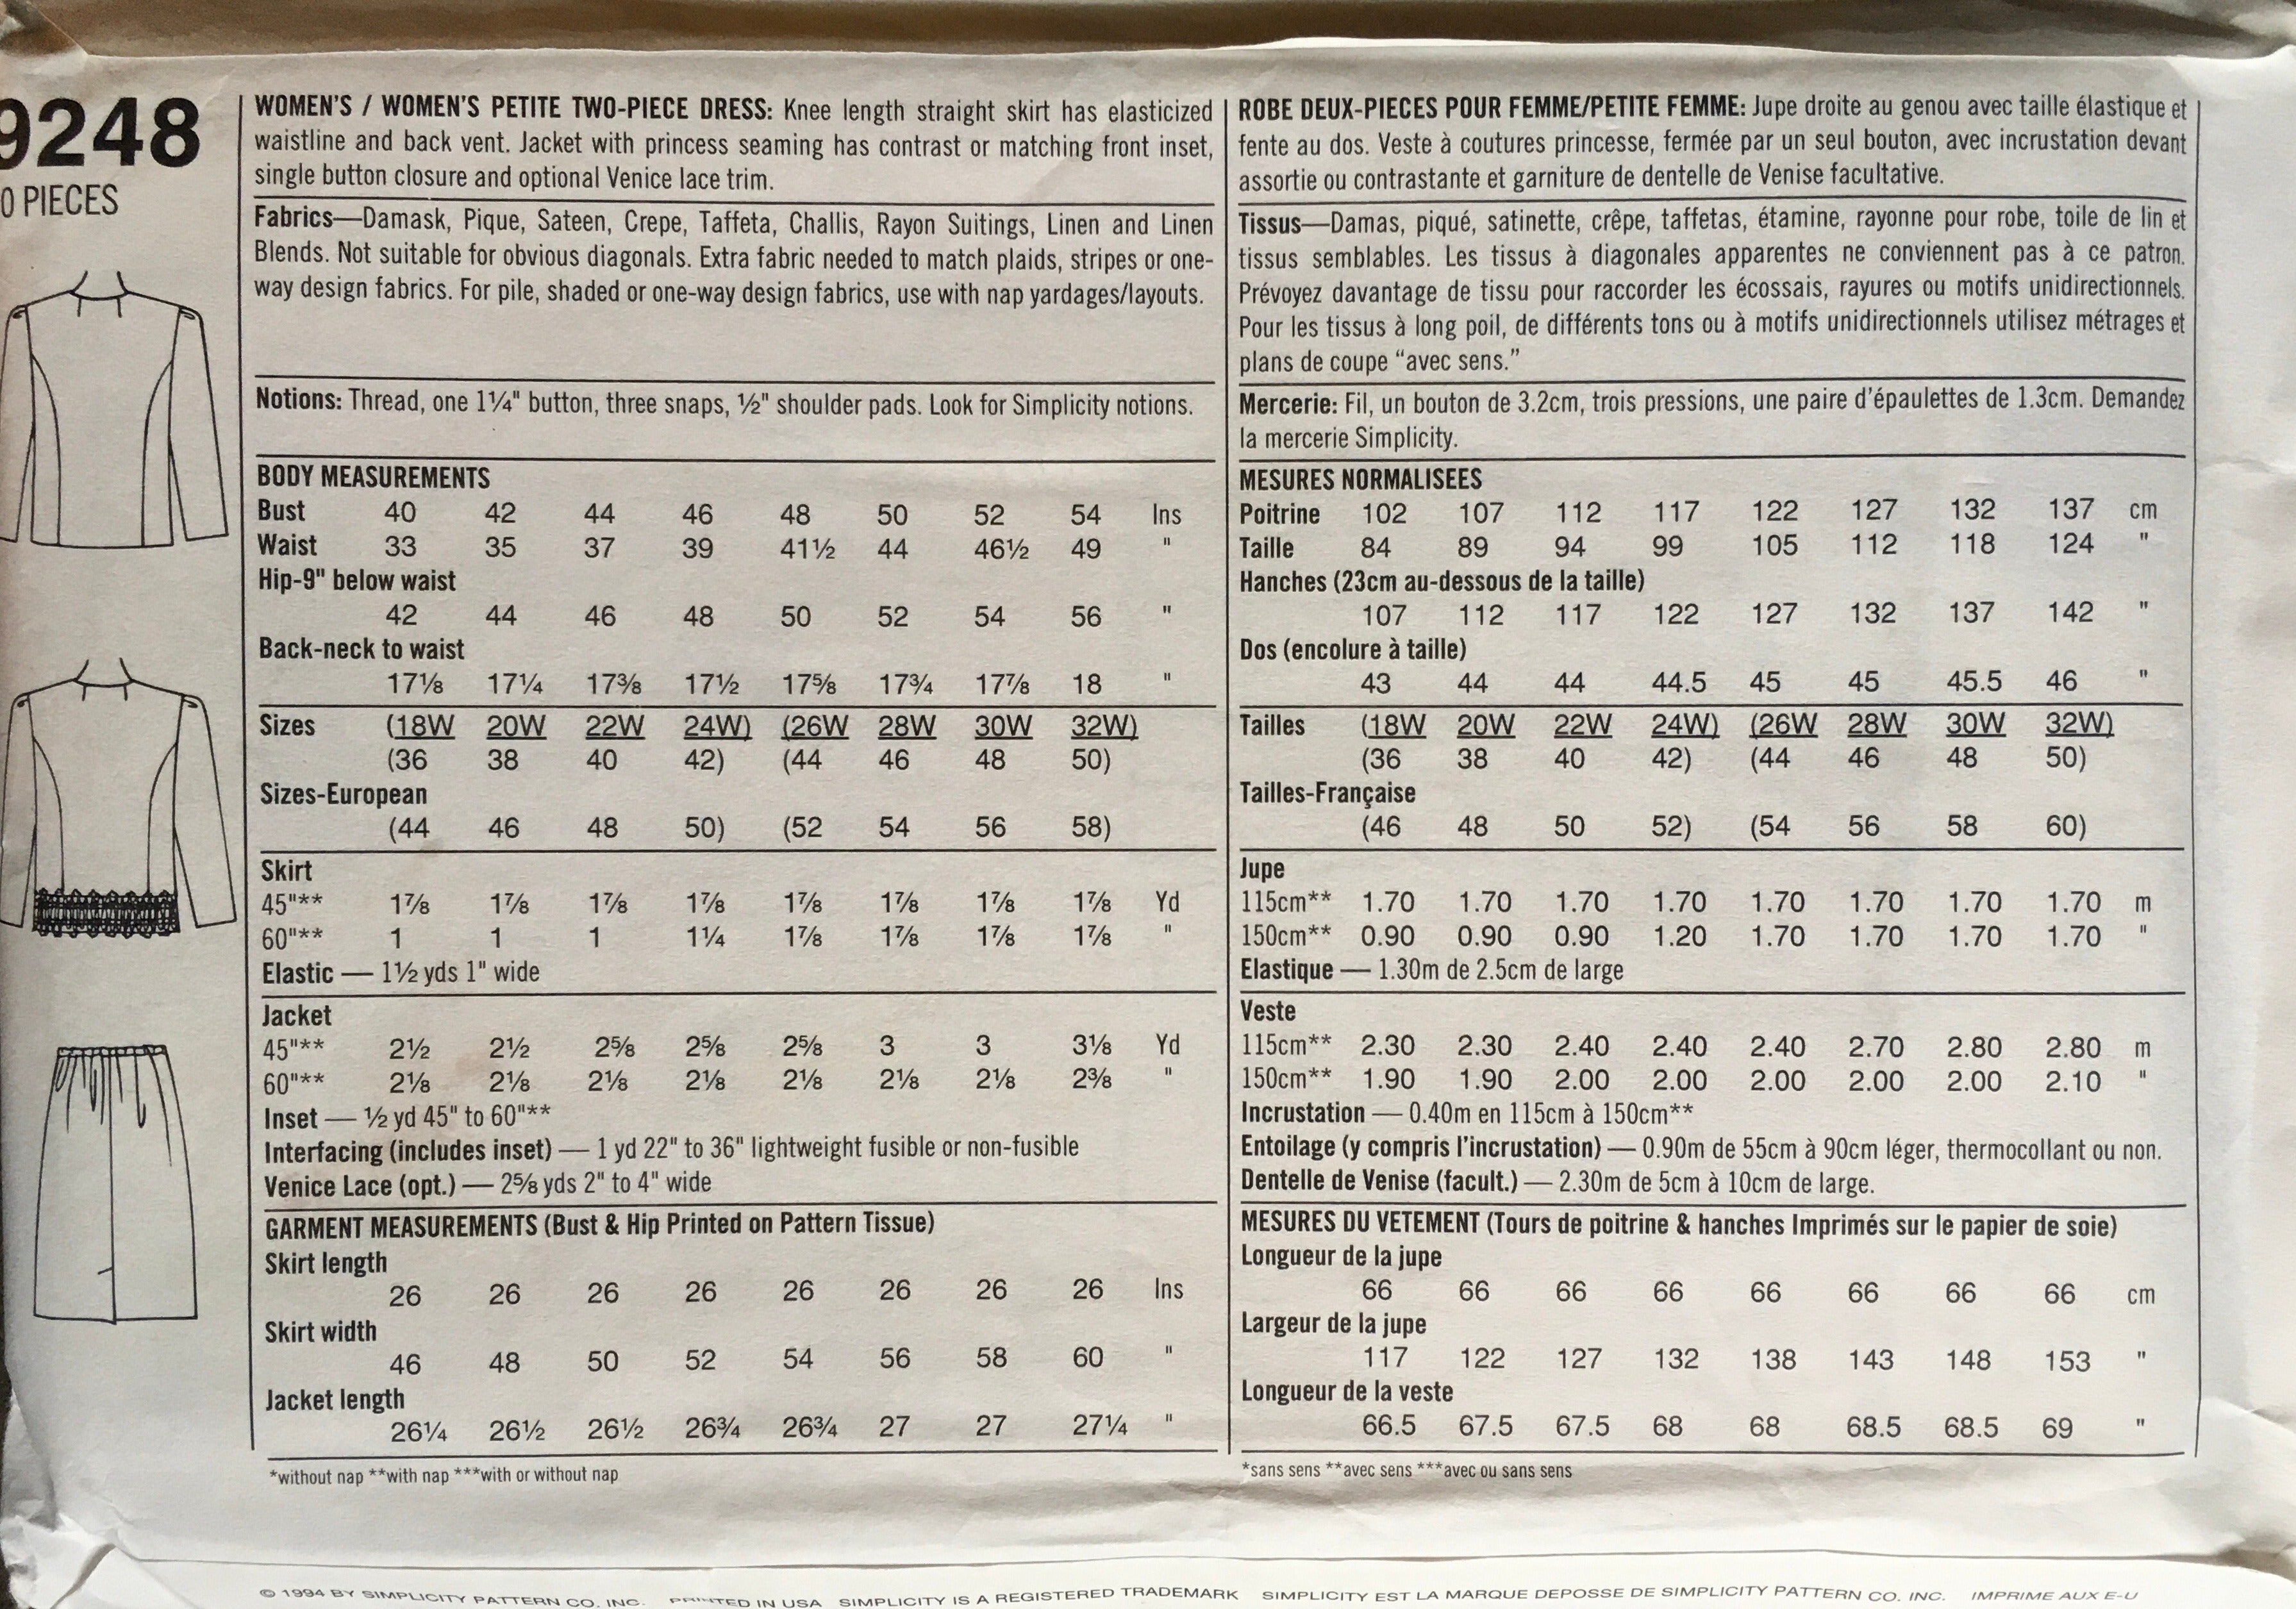 9248
0 PIECES
WOMEN'S / WOMEN'S PETITE TWO-PIECE DRESS: Knee length straight skirt has elasticized
waistline and back vent. Jacket with princess seaming has contrast or matching front inset,
single button closure and optional Venice lace trim.
Fabrics—Damask, Pique, Sateen, Crepe, Taffeta, Challis, Rayon Suitings, Linen and Linen
Blends. Not suitable for obvious diagonals. Extra fabric needed to match plaids, stripes or one-
way design fabrics. For pile, shaded or one-way design fabrics, use with nap yardages/layouts.
Notions: Thread, one 1¼" button, three snaps, ½" shoulder pads. Look for Simplicity notions.
BODY MEASUREMENTS
Bust 40 42 44 46 48 50 52 54 Ins
Waist 33 35 37 39 41½ 44 46½ 49 "
Hip-9" below waist
42 44 46 48 50 52 54 56 "
Back-neck to waist
17⅛ 17¼ 17⅜ 17½ 17⅝ 17¾ 17⅞ 18 "
Sizes (18W 20W 22W 24W) (26W 28W 30W 32W)
(36 38 40 42) (44 46 48 50)
Sizes-European
(44 46 48 50) (52 54 56 58)
Skirt
45"** 1⅞ 1⅞ 1⅞ 1⅞ 1⅞ 1⅞ 1⅞ 1⅞ Yd
60"** 1 1 1 1¼ 1⅞ 1⅞ 1⅞ 1⅞ "
Elastic — 1½ yds 1" wide
Jacket
45"** 2½ 2½ 2⅝ 2⅝ 2⅝ 3 3 3⅛ Yd
60"** 2⅛ 2⅛ 2⅛ 2⅛ 2⅛ 2⅛ 2⅛ 2⅜ "
Inset — ½ yd 45" to 60"**
Interfacing (includes inset) — 1 yd 22" to 36" lightweight fusible or non-fusible
Venice Lace (opt.) — 2⅝ yds 2" to 4" wide
GARMENT MEASUREMENTS (Bust & Hip Printed on Pattern Tissue)
Skirt length
26 26 26 26 26 26 26 26 Ins
Skirt width
46 48 50 52 54 56 58 60 "
Jacket length
26¼ 26½ 26½ 26¾ 26¾ 27 27 27¼ "
*without nap **with nap ***with or without nap
ROBE DEUX-PIECES POUR FEMME/PETITE FEMME: Jupe droite au genou avec taille élastique et
fente au dos. Veste à coutures princesse, fermée par un seul bouton, avec incrustation devant
assortie ou contrastante et garniture de dentelle de Venise facultative.
Tissus—Damas, piqué, satinette, crêpe, taffetas, étamine, rayonne pour robe, toile de lin et
tissus semblables. Les tissus à diagonales apparentes ne conviennent pas à ce patron.
Prévoyez davantage de tissu pour raccorder les écossais, rayures ou motifs unidirectionnels.
Pour les tissus à long poil, de différents tons ou à motifs unidirectionnels utilisez métrages et
plans de coupe “avec sens.”
Mercerie: Fil, un bouton de 3.2cm, trois pressions, une paire d'épaulettes de 1.3cm. Demandez
la mercerie Simplicity.
MESURES NORMALISEES
Poitrine 102 107 112 117 122 127 132 137 cm
Taille 84 89 94 99 105 112 118 124 "
Hanches (23cm au-dessous de la taille)
107 112 117 122 127 132 137 142 "
Dos (encolure à taille)
43 44 44 44.5 45 45 45.5 46 "
Tailles (18W 20W 22W 24W) (26W 28W 30W 32W)
(36 38 40 42) (44 46 48 50)
Tailles-Française
(46 48 50 52) (54 56 58 60)
Jupe
115cm** 1.70 1.70 1.70 1.70 1.70 1.70 1.70 1.70 m
150cm** 0.90 0.90 0.90 1.20 1.70 1.70 1.70 1.70 "
Elastique — 1.30m de 2.5cm de large
Veste
115cm** 2.30 2.30 2.40 2.40 2.40 2.70 2.80 2.80 m
150cm** 1.90 1.90 2.00 2.00 2.00 2.00 2.00 2.10 "
Incrustation — 0.40m en 115cm à 150cm**
Entoilage (y compris l'incrustation) — 0.90m de 55cm à 90cm léger, thermocollant ou non.
Dentelle de Venise (facult.) — 2.30m de 5cm à 10cm de large.
MESURES DU VETEMENT (Tours de poitrine & hanches Imprimés sur le papier de soie)
Longueur de la jupe
66 66 66 66 66 66 66 66 cm
Largeur de la jupe
117 122 127 132 138 143 148 153 "
Longueur de la veste
66.5 67.5 67.5 68 68 68.5 68.5 69 "
*sans sens **avec sens ***avec ou sans sens
© 1994 BY SIMPLICITY PATTERN CO. INC. PRINTED IN USA SIMPLICITY IS A REGISTERED TRADEMARK SIMPLICITY EST LA MARQUE DEPOSSE DE SIMPLICITY PATTERN CO. INC. IMPRIME AUX E-U